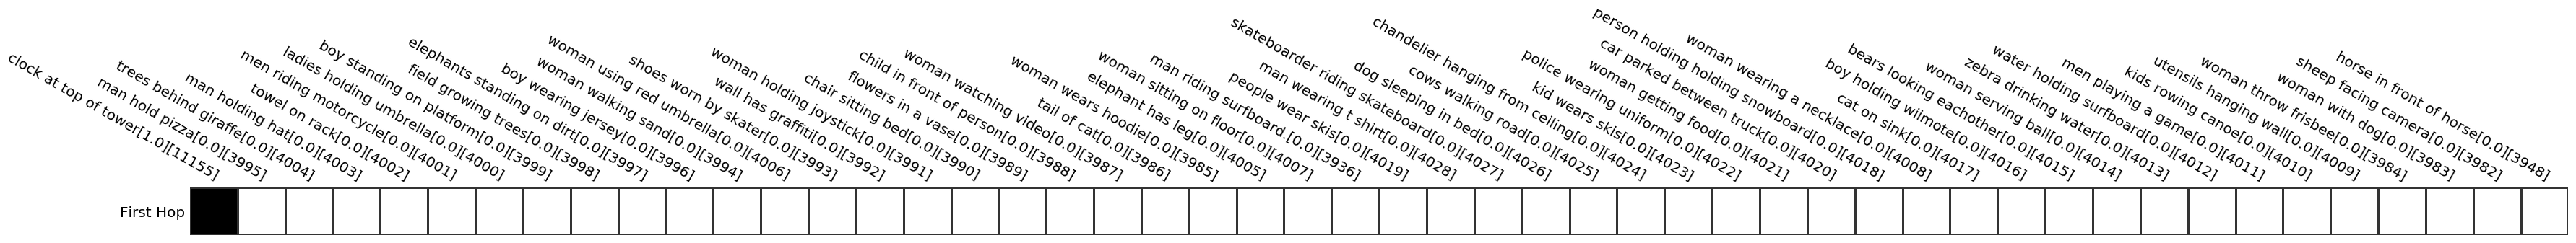 clock at top of tower[1.0][11155]
man hold pizza[0.0][3995]
trees behind giraffe[0.0][4004]
man holding hat[0.0][4003]
towel on rack[0.0][4002]
men riding motorcycle[0.0][4001]
ladies holding umbrella[0.0][4000]
boy standing on platform[0.0][3999]
field growing trees[0.0][3998]
elephants standing on dirt[0.0][3997]
boy wearing jersey[0.0][3996]
woman walking sand[0.0][3994]
woman using red umbrella[0.0][4006]
shoes worn by skater[0.0][3993]
wall has graffiti[0.0][3992]
woman holding joystick[0.0][3991]
chair sitting bed[0.0][3990]
flowers in a vase[0.0][3989]
child in front of person[0.0][3988]
woman watching video[0.0][3987]
tail of cat[0.0][3986]
woman wears hoodie[0.0][3985]
elephant has leg[0.0][4005]
woman sitting on floor[0.0][4007]
man riding surfboard.[0.0][3936]
people wear skis[0.0][4019]
man wearing t shirt[0.0][4028]
skateboarder riding skateboard[0.0][4027]
dog sleeping in bed[0.0][4026]
cows walking road[0.0][4025]
chandelier hanging from ceiling[0.0][4024]
kid wears skis[0.0][4023]
police wearing uniform[0.0][4022]
woman getting food[0.0][4021]
car parked between truck[0.0][4020]
person holding holding snowboard[0.0][4018]
woman wearing a necklace[0.0][4008]
cat on sink[0.0][4017]
boy holding wiimote[0.0][4016]
bears looking eachother[0.0][4015]
woman serving ball[0.0][4014]
zebra drinking water[0.0][4013]
water holding surfboard[0.0][4012]
men playing a game[0.0][4011]
kids rowing canoe[0.0][4010]
utensils hanging wall[0.0][4009]
woman throw frisbee[0.0][3984]
woman with dog[0.0][3983]
sheep facing camera[0.0][3982]
horse in front of horse[0.0][3948]
First Hop